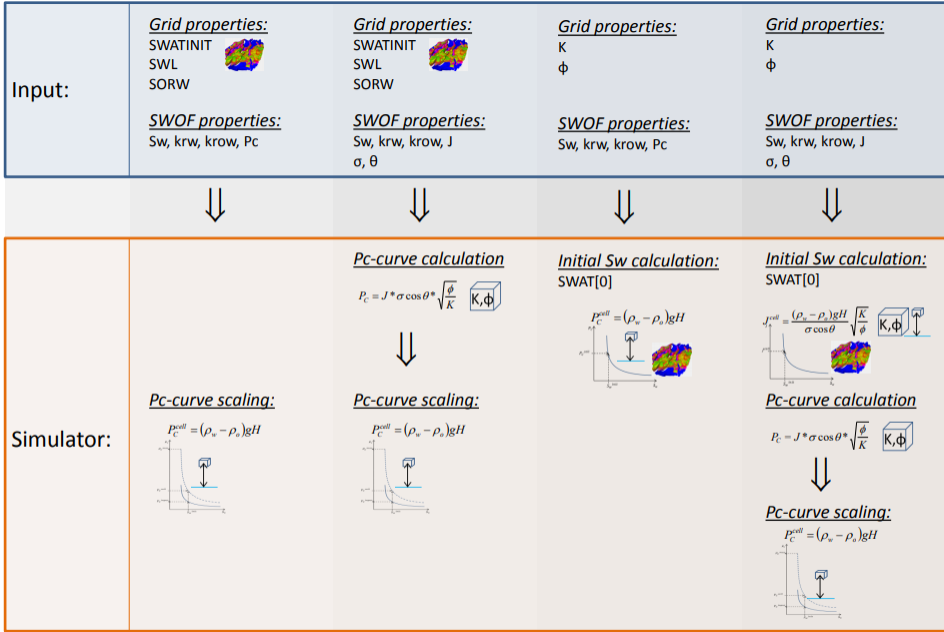 Input:
Grid properties:
SWATINIT
SWL
SORW
SWOF properties:
Sw, krw, krow, Pc
Grid properties:
SWATINIT
SWL
SORW
SWOF properties:
Sw, krw, krow, J
σ, θ
Grid properties:
K
ϕ
SWOF properties:
Sw, krw, krow, Pc
Grid properties:
K
ϕ
SWOF properties:
Sw, krw, krow, J
σ, θ
⇓ ⇓ ⇓ ⇓
Simulator:
Pc-curve scaling:
P_C^{cell} = (ρ_w − ρ_o)gH
Pc-curve calculation
P_C = J * σ cos θ * √(ϕ/K)
K,ϕ
⇓
Pc-curve scaling:
P_C^{cell} = (ρ_w − ρ_o)gH
Initial Sw calculation:
SWAT[0]
P_C^{cell} = (ρ_w − ρ_o)gH
Initial Sw calculation:
SWAT[0]
J^{cell} = (ρ_w − ρ_o)gH / σ cos θ √(K/ϕ)
K,ϕ
Pc-curve calculation
P_C = J * σ cos θ * √(ϕ/K)
K,ϕ
⇓
Pc-curve scaling:
P_C^{cell} = (ρ_w − ρ_o)gH